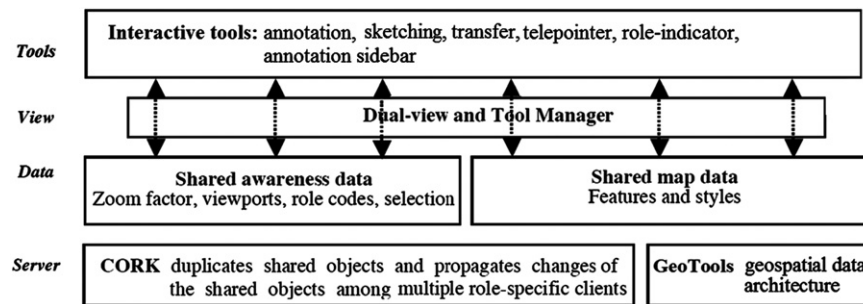 Tools
Interactive tools: annotation, sketching, transfer, telepointer, role-indicator,
annotation sidebar
View
Dual-view and Tool Manager
Data
Shared awareness data
Zoom factor, viewports, role codes, selection
Shared map data
Features and styles
Server
CORK duplicates shared objects and propagates changes of
the shared objects among multiple role-specific clients
GeoTools geospatial data
architecture